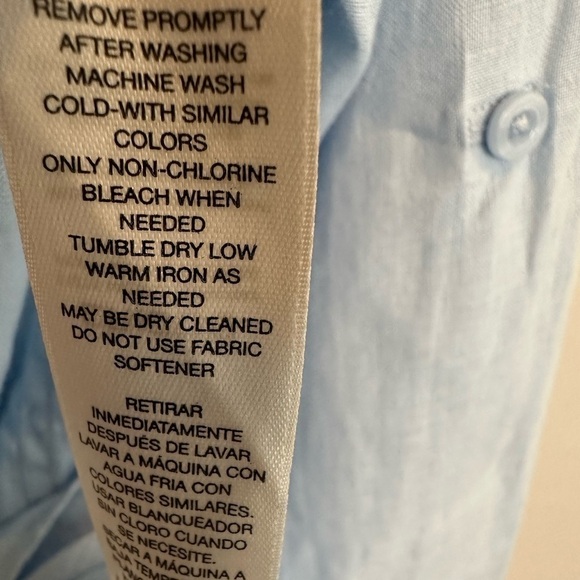 REMOVE PROMPTLY
AFTER WASHING
MACHINE WASH
COLD-WITH SIMILAR
COLORS
ONLY NON-CHLORINE
BLEACH WHEN
NEEDED
TUMBLE DRY LOW
WARM IRON AS
NEEDED
MAY BE DRY CLEANED
DO NOT USE FABRIC
SOFTENER
RETIRAR
INMEDIATAMENTE
DESPUÉS DE LAVAR
LAVAR A MÁQUINA CON
AGUA FRIA CON
COLORES SIMILARES.
USAR BLANQUEADOR
SIN CLORO CUANDO
SE NECESITE.
SECAR A MÁQUINA A